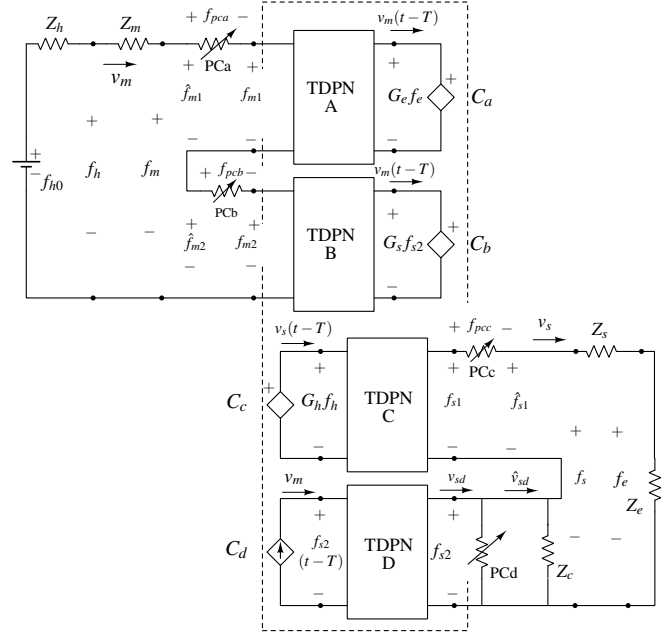 + f_pca −
Z_h Z_m v_m(t−T)
PCa
v_m
+ + + +
f̂_m1 f_m1 TDPN A G_e f_e C_a
+ +
− − −
+ f_pcb − v_m(t−T)
+
− f_h0 f_h f_m
PCb
+ + + +
− − f̂_m2 f_m2 TDPN B G_s f_s2 C_b
− − −
v_s(t−T) + f_pcc − v_s Z_s
PCc
+ + + +
C_c G_h f_h TDPN C f_s1 f̂_s1
− − − + +
v_m v_sd v̂_sd f_s f_e Z_e
+ +
C_d f_s2 (t−T) TDPN D f_s2 PCd Z_c − −
− −